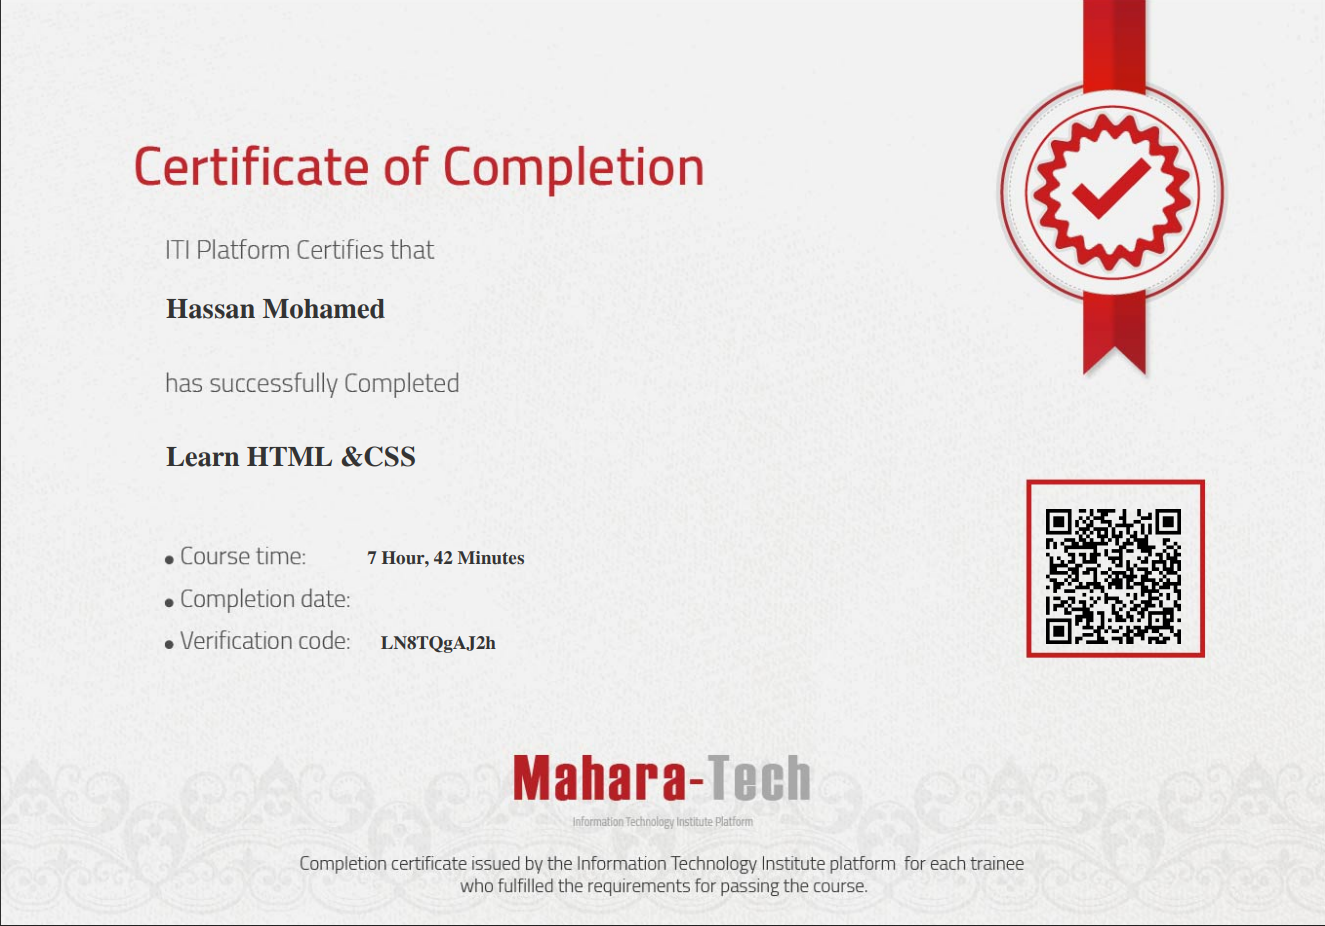 Certificate of Completion
ITI Platform Certifies that
Hassan Mohamed
has successfully Completed
Learn HTML &CSS
• Course time: 7 Hour, 42 Minutes
• Completion date:
• Verification code: LN8TQgAJ2h
Mahara-Tech
Information Technology Institute Platform
Completion certificate issued by the Information Technology Institute platform for each trainee
who fulfilled the requirements for passing the course.